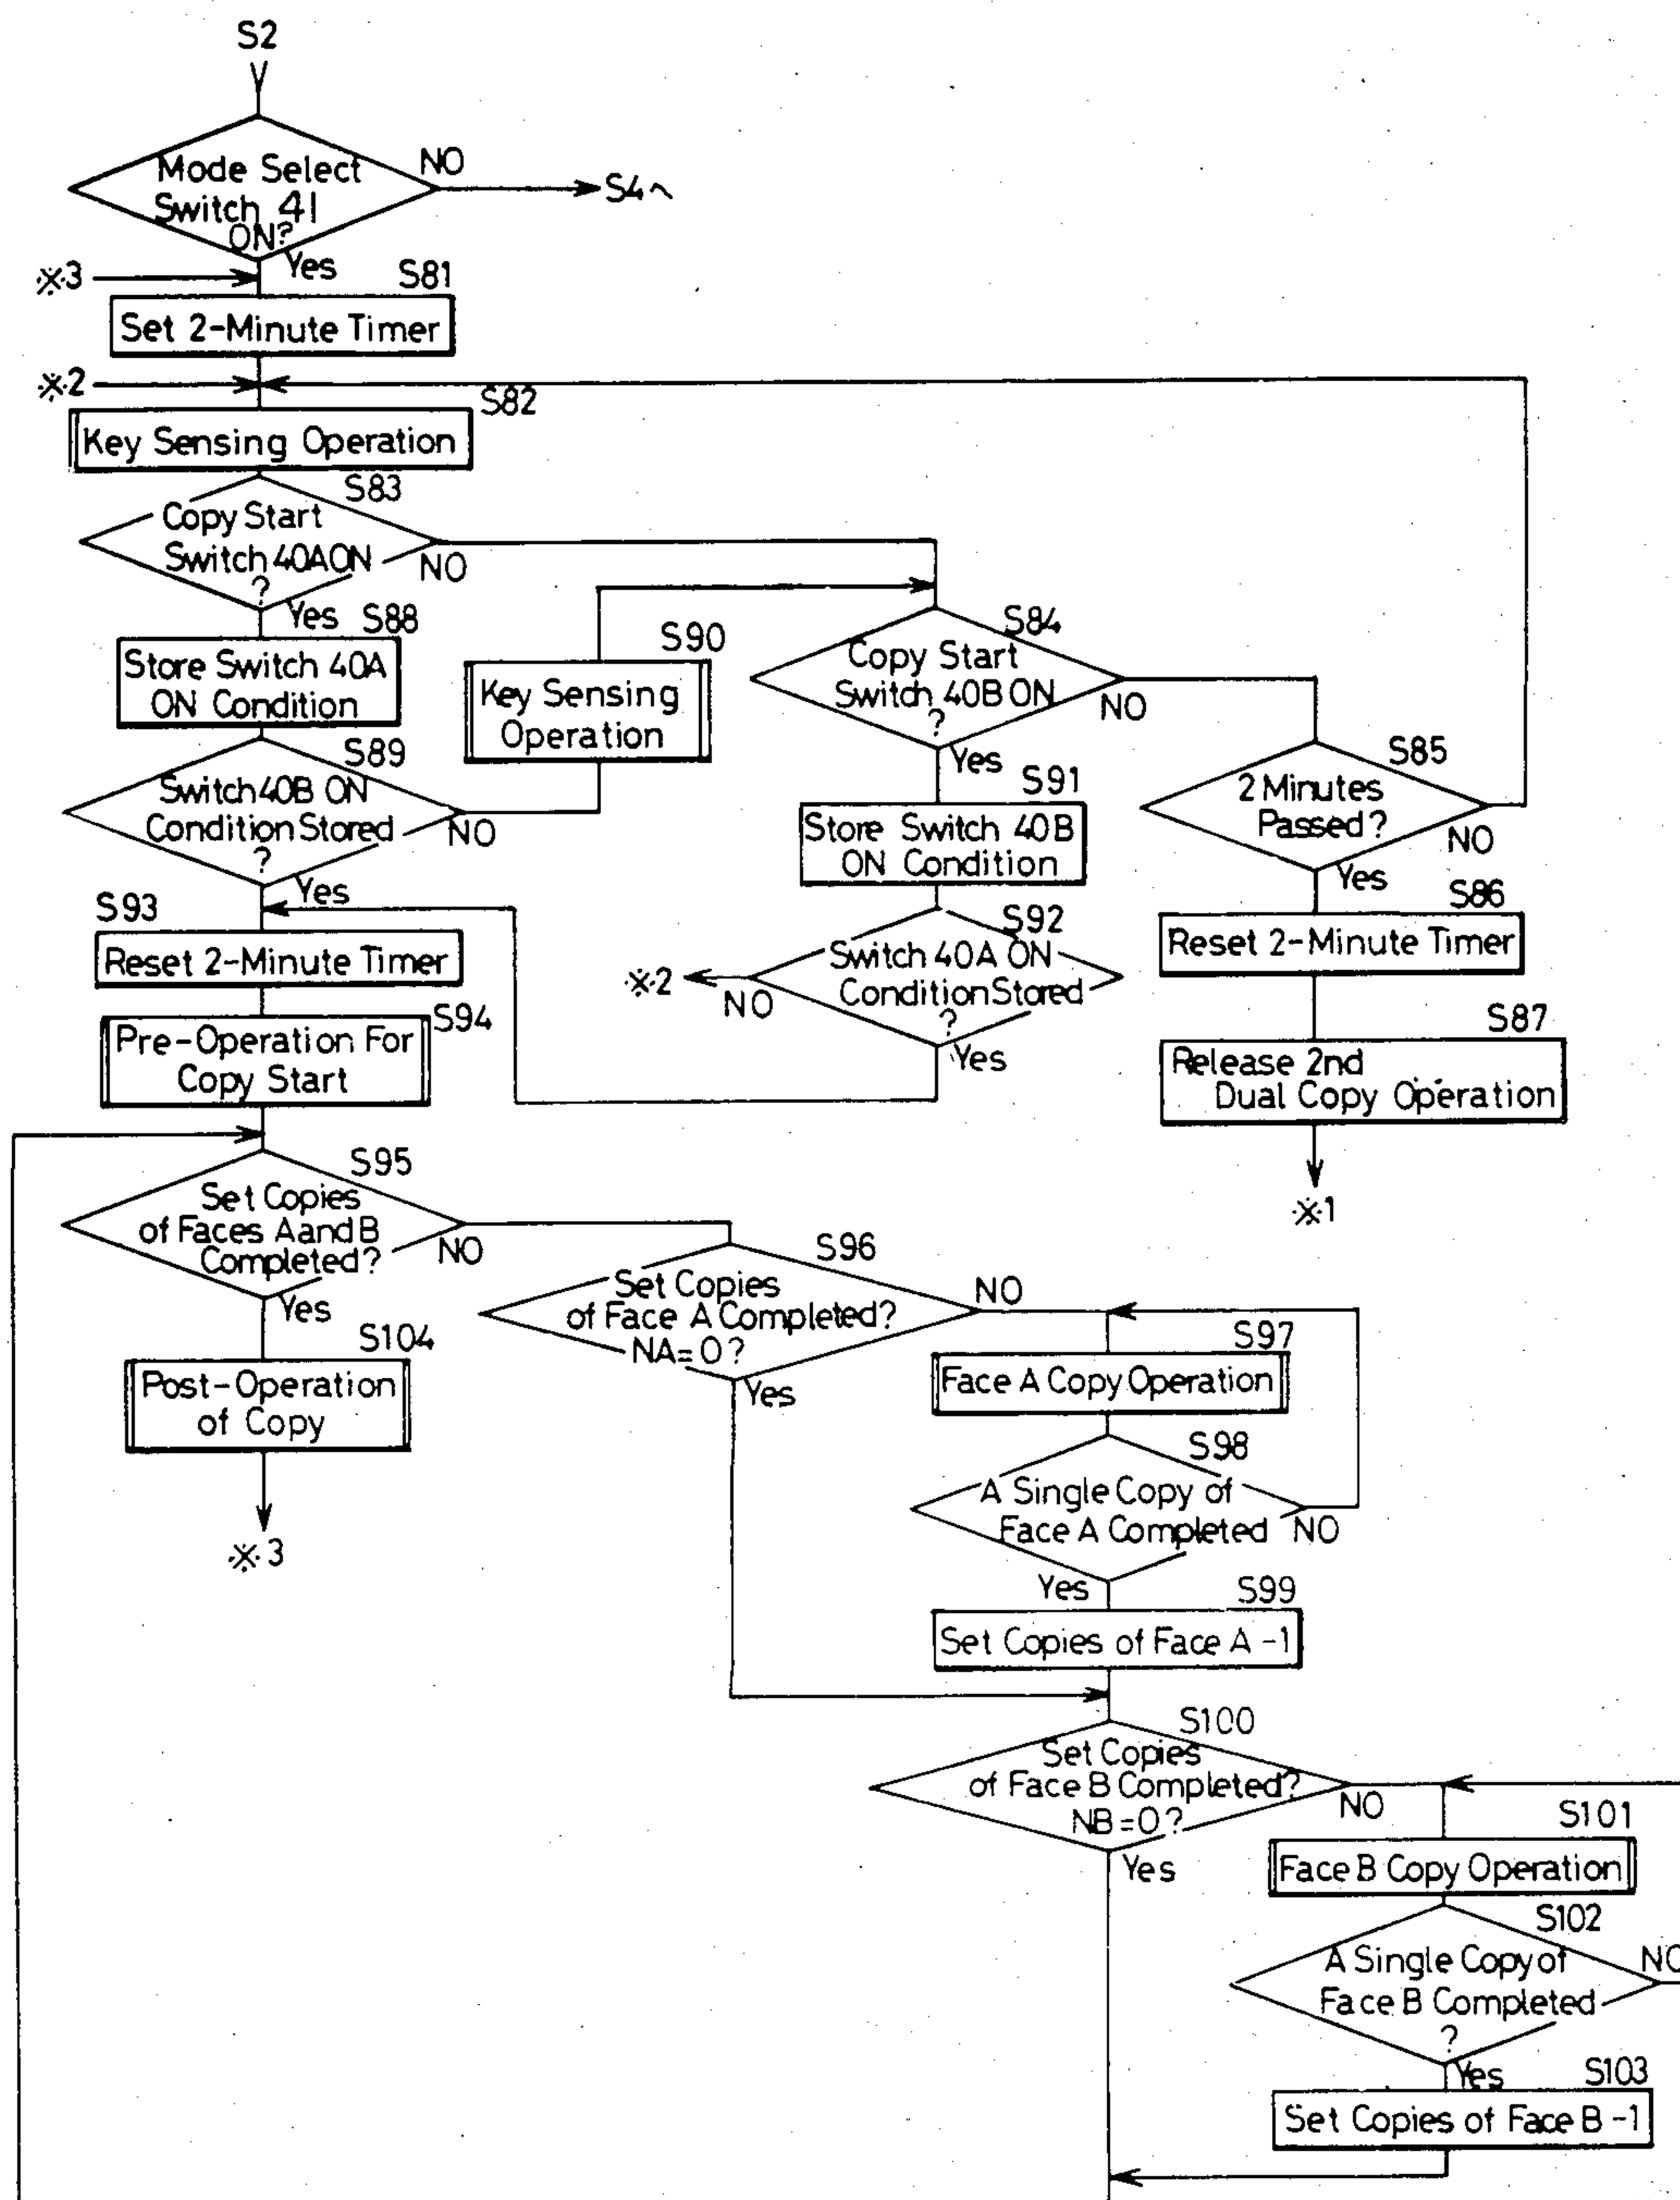 S2
Mode Select
Switch 41
ON?
NO
S4へ
Yes
※3
S81
Set 2-Minute Timer
※2
S82
Key Sensing Operation
S83
Copy Start
Switch 40A ON
?
NO
Yes
S88
Store Switch 40A
ON Condition
S90
Key Sensing
Operation
S84
Copy Start
Switch 40B ON
?
NO
Yes
S89
Switch 40B ON
Condition Stored
?
NO
Yes
S91
Store Switch 40B
ON Condition
S85
2 Minutes
Passed?
NO
Yes
S93
Reset 2-Minute Timer
S92
Switch 40A ON
Condition Stored
?
※2
NO
Yes
S86
Reset 2-Minute Timer
S94
Pre-Operation For
Copy Start
S87
Release 2nd
Dual Copy Operation
※1
S95
Set Copies
of Faces A and B
Completed?
NO
Yes
S96
Set Copies
of Face A Completed?
NA=0?
NO
Yes
S104
Post-Operation
of Copy
※3
S97
Face A Copy Operation
S98
A Single Copy of
Face A Completed
NO
Yes
S99
Set Copies of Face A -1
S100
Set Copies
of Face B Completed?
NB=0?
NO
Yes
S101
Face B Copy Operation
S102
A Single Copy of
Face B Completed
?
NO
Yes
S103
Set Copies of Face B -1